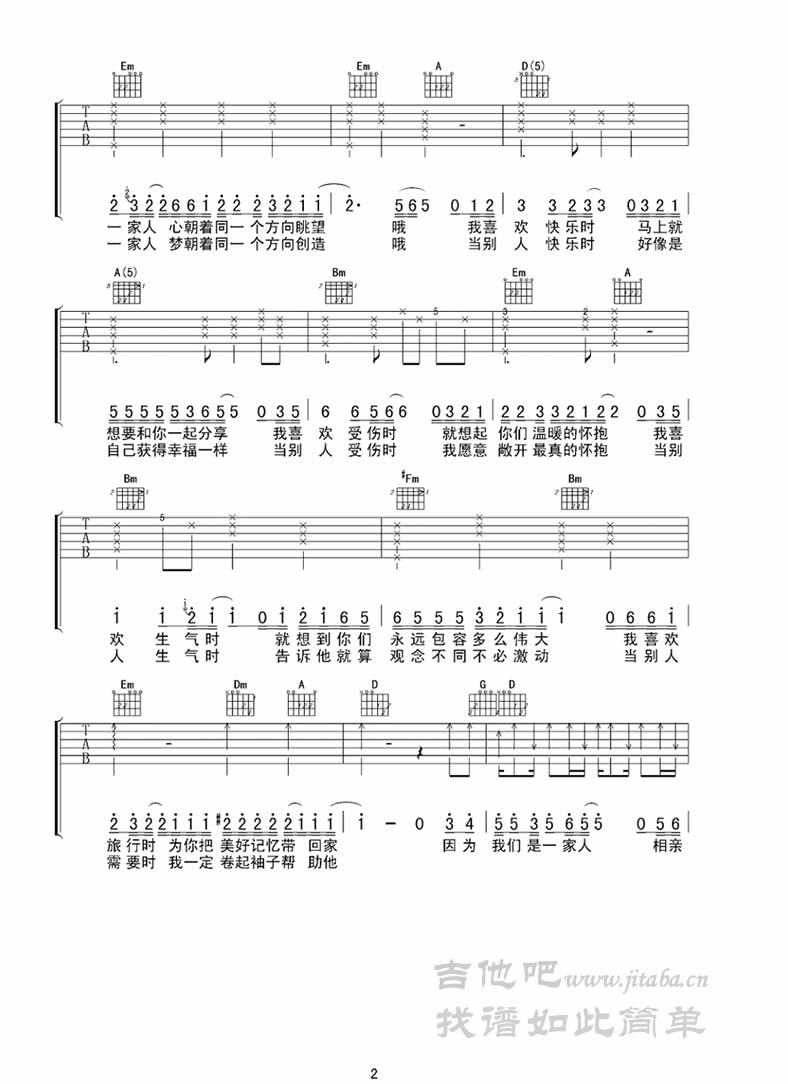 Em Em A D(5)
T
A
B
2 3 2 2 6 6 1 2 2 2 3 2 1 1 2· 5 6 5 0 1 2 3 3 2 3 3 0 3 2 1
一家人 心朝着同一个方向眺望 哦 我喜 欢 快乐时 马上就
一家人 梦朝着同一个方向创造 哦 当别 人 快乐时 好像是
A(5) Bm Em A
T
A
B
5 5 5 5 5 3 6 5 5 0 3 5 6 6 5 6 6 0 3 2 1 2 2 3 3 2 1 2 2 0 3 5
想要和你一起分享 我喜 欢 受伤时 就想起 你们温暖的怀抱 我喜
自己获得幸福一样 当别 人 受伤时 我愿意 敞开最真的怀抱 当别
Bm #Fm Bm
T
A
B
1 1 2 1 1 0 1 2 1 6 5 6 5 5 5 3 2 1 1 1 0 6 6 1
欢 生气时 就想到你们 永远包容多么伟大 我喜欢
人 生气时 告诉他就算 观念不同不必激动 当别人
Em Dm A D G D
T
A
B
2 3 2 2 1 1 1 #2 2 2 2 1 1 1 1 - 0 3 4 5 5 3 5 6 5 5 0 5 6
旅行时 为你把 美好记忆带 回家 因为 我们是一家人 相亲
需要时 我一定 卷起袖子帮 助他
吉他吧www.jitaba.cn
找谱如此简单
2